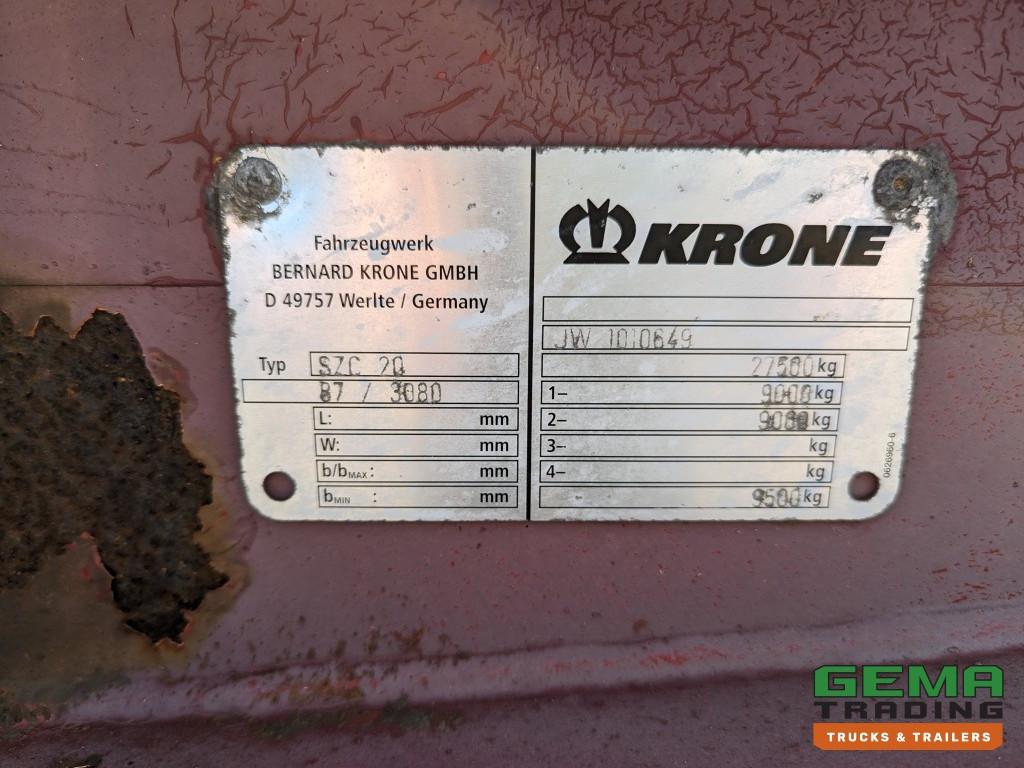 Fahrzeugwerk
BERNARD KRONE GMBH
D 49757 Werlte / Germany
Typ SZC 20
87 / 3080
L: mm
W: mm
b/bMAX: mm
bMIN : mm
KRONE
JW 1010649
27500 kg
1– 9000 kg
2– kg
3– kg
4– kg
9500 kg
0626960-6
GEMA
TRADING
TRUCKS & TRAILERS